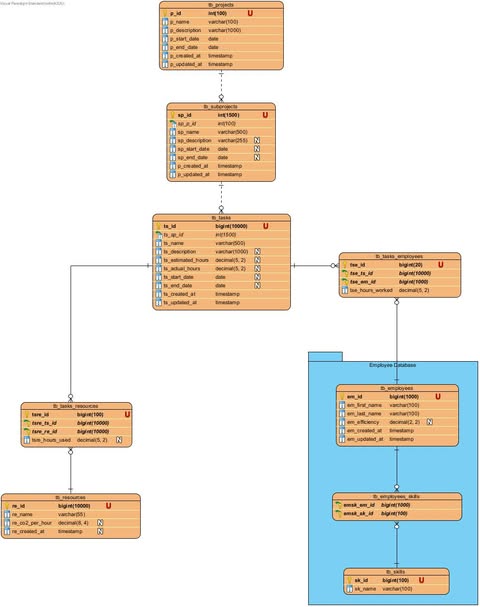 Visual Paradigm Standard
tb_projects
p_id int(100) U
p_name varchar(100)
p_description varchar(1000)
p_start_date date
p_end_date date
p_created_at timestamp
p_updated_at timestamp
tb_subprojects
sp_id int(1500) U
sp_p_id int(100)
sp_name varchar(500)
sp_description varchar(255) N
sp_start_date date N
sp_end_date date N
p_created_at timestamp
p_updated_at timestamp
tb_tasks
ts_id bigint(10000) U
ts_sp_id int(1500)
ts_name varchar(500)
ts_description varchar(1000) N
ts_estimated_hours decimal(5, 2) N
ts_actual_hours decimal(5, 2) N
ts_start_date date N
ts_end_date date N
ts_created_at timestamp
ts_updated_at timestamp
tb_tasks_employees
tse_id bigint(20) U
tse_ts_id bigint(10000)
tse_em_id bigint(1000)
tse_hours_worked decimal(5, 2)
Employee Database
tb_employees
em_id bigint(1000) U
em_first_name varchar(100)
em_last_name varchar(100)
em_efficiency decimal(2, 2) N
em_created_at timestamp
em_updated_at timestamp
tb_tasks_resources
tsre_id bigint(100) U
tsre_ts_id bigint(10000)
tsre_re_id bigint(10000)
tsre_hours_used decimal(5, 2) N
tb_resources
re_id bigint(10000) U
re_name varchar(55)
re_co2_per_hour decimal(8, 4) N
re_created_at timestamp N
tb_employees_skills
emsk_em_id bigint(1000)
emsk_sk_id bigint(100)
tb_skills
sk_id bigint(100) U
sk_name varchar(100)